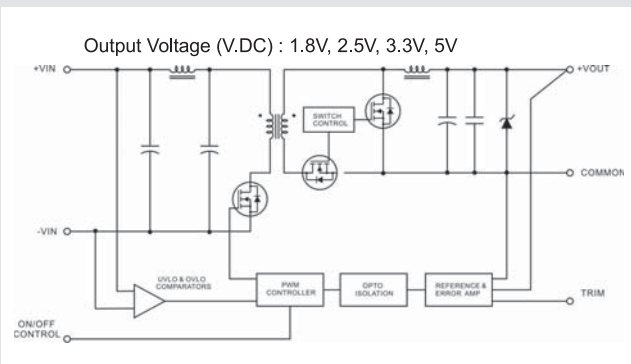 Output Voltage (V.DC) : 1.8V, 2.5V, 3.3V, 5V
+VIN
+VOUT
SWITCH
CONTROL
COMMON
-VIN
UVLO & OVLO
COMPARATORS
PWM
CONTROLLER
OPTO
ISOLATION
REFERENCE &
ERROR AMP
TRIM
ON/OFF
CONTROL